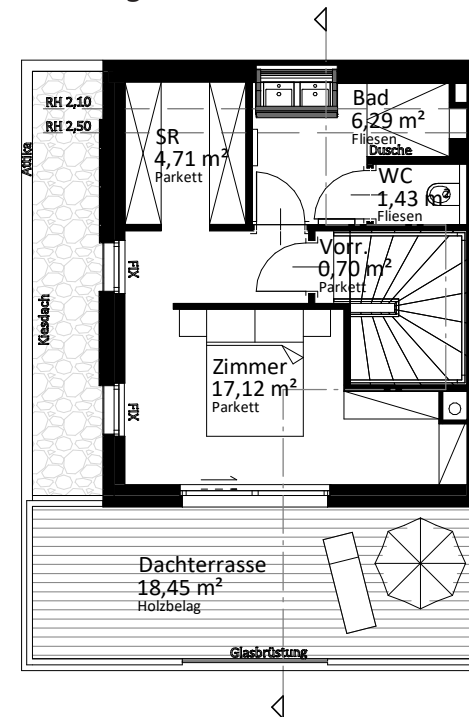 RH 2,10
RH 2,50
Attika
SR
4,71 m²
Parkett
Bad
6,29 m²
Fliesen
Dusche
WC
1,43 m²
Fliesen
Vorr.
0,70 m²
Parkett
FIX
Kiesdach
Zimmer
17,12 m²
Parkett
FIX
Dachterrasse
18,45 m²
Holzbelag
Glasbrüstung